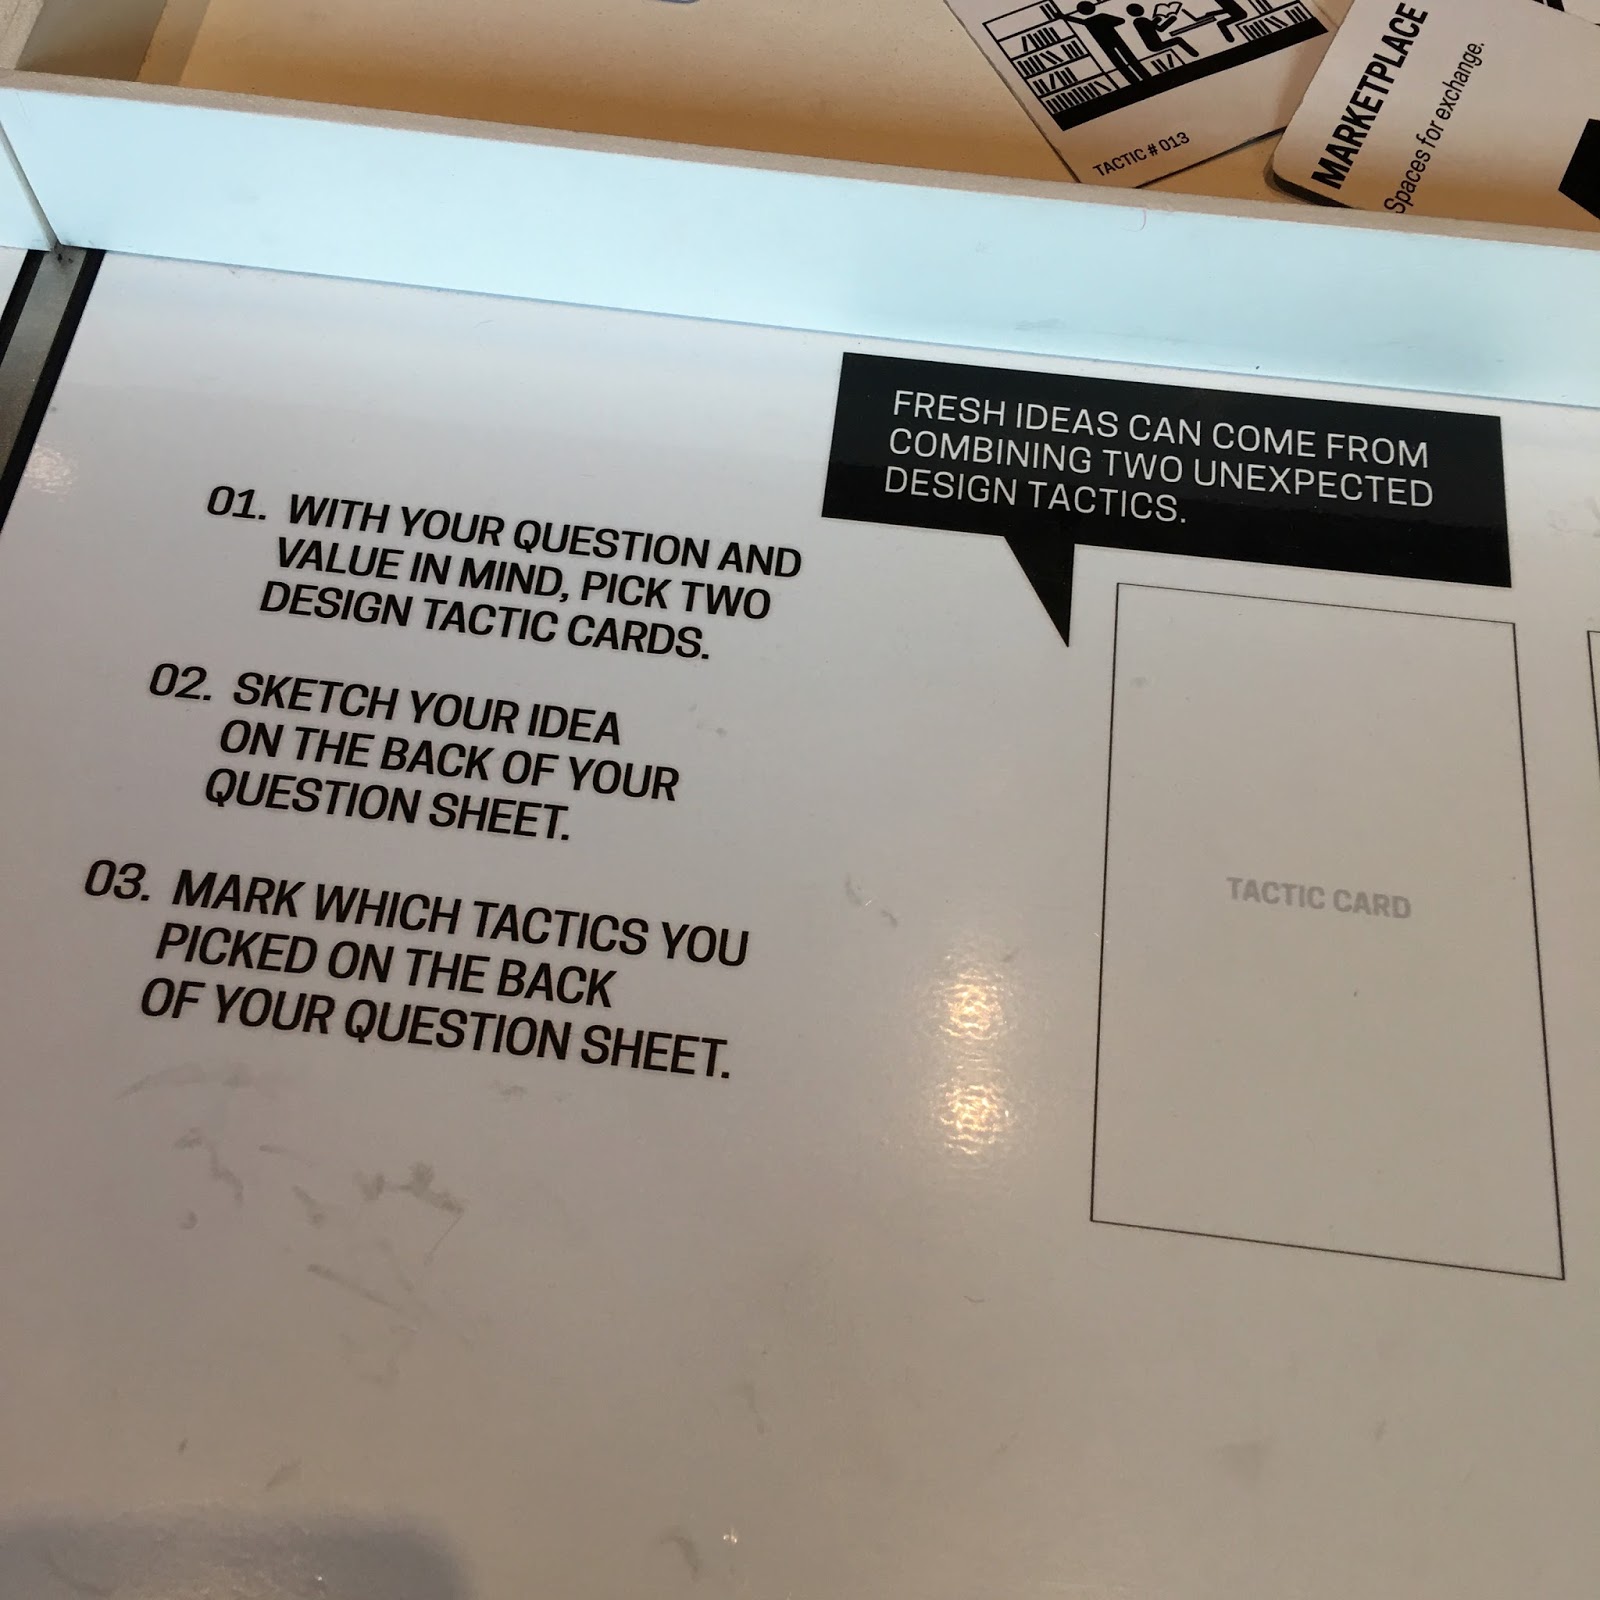 TACTIC # 013
MARKETPLACE
Spaces for exchange.
FRESH IDEAS CAN COME FROM
COMBINING TWO UNEXPECTED
DESIGN TACTICS.
01. WITH YOUR QUESTION AND
VALUE IN MIND, PICK TWO
DESIGN TACTIC CARDS.
02. SKETCH YOUR IDEA
ON THE BACK OF YOUR
QUESTION SHEET.
03. MARK WHICH TACTICS YOU
PICKED ON THE BACK
OF YOUR QUESTION SHEET.
TACTIC CARD